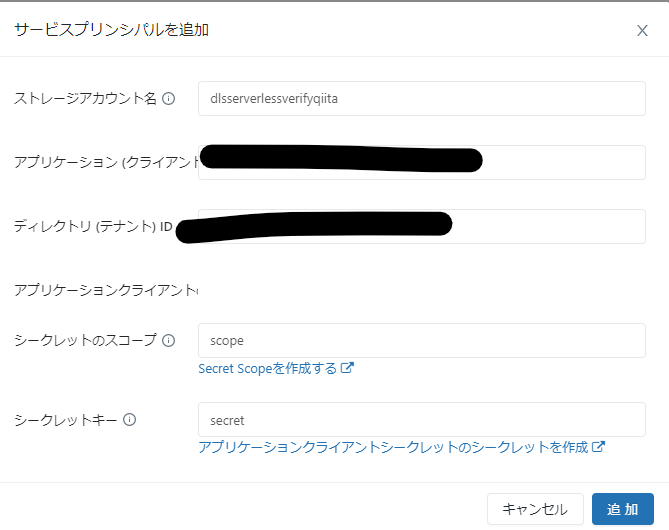 サービスプリンシパルを追加
ストレージアカウント名
dlsserverlessverifyqiita
アプリケーション (クライアント
ディレクトリ (テナント) ID
アプリケーションクライアント
シークレットのスコープ
scope
Secret Scopeを作成する
シークレットキー
secret
アプリケーションクライアントシークレットのシークレットを作成
キャンセル
追加